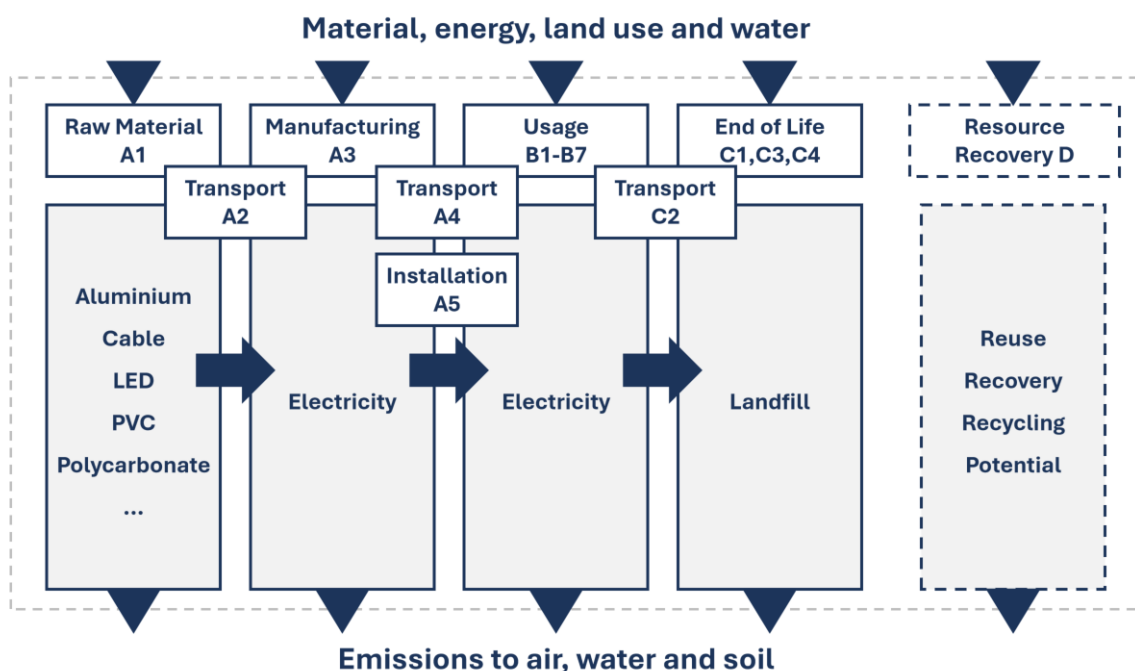 Material, energy, land use and water
Raw Material
A1
Manufacturing
A3
Usage
B1-B7
End of Life
C1,C3,C4
Resource
Recovery D
Transport
A2
Transport
A4
Transport
C2
Installation
A5
Aluminium
Cable
LED
PVC
Polycarbonate
...
Electricity
Electricity
Landfill
Reuse
Recovery
Recycling
Potential
Emissions to air, water and soil